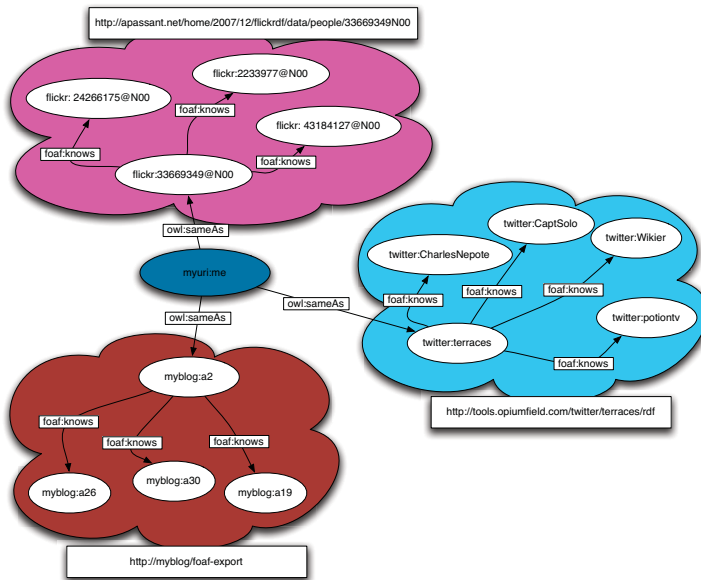 http://apassant.net/home/2007/12/flickrdf/data/people/33669349N00
flickr:2233977@N00
flickr: 24266175@N00
foaf:knows
flickr: 43184127@N00
foaf:knows
foaf:knows
flickr:33669349@N00
owl:sameAs
twitter:CaptSolo
twitter:Wikier
twitter:CharlesNepote
myuri:me
foaf:knows
foaf:knows
foaf:knows
owl:sameAs
owl:sameAs
twitter:potiontv
twitter:terraces
foaf:knows
myblog:a2
http://tools.opiumfield.com/twitter/terraces/rdf
foaf:knows
foaf:knows
foaf:knows
myblog:a26
myblog:a30
myblog:a19
http://myblog/foaf-export